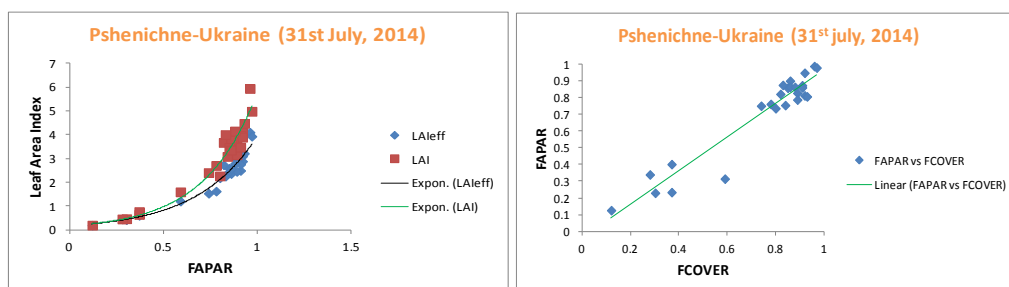 Pshenichne-Ukraine (31st July, 2014)
7
6
5
4
3
2
1
0
Leaf Area Index
0 0.5 1 1.5
FAPAR
LAIeff
LAI
Expon. (LAIeff)
Expon. (LAI)
Pshenichne-Ukraine (31st july, 2014)
1
0.9
0.8
0.7
0.6
0.5
0.4
0.3
0.2
0.1
0
FAPAR
0 0.2 0.4 0.6 0.8 1
FCOVER
FAPAR vs FCOVER
Linear (FAPAR vs FCOVER)